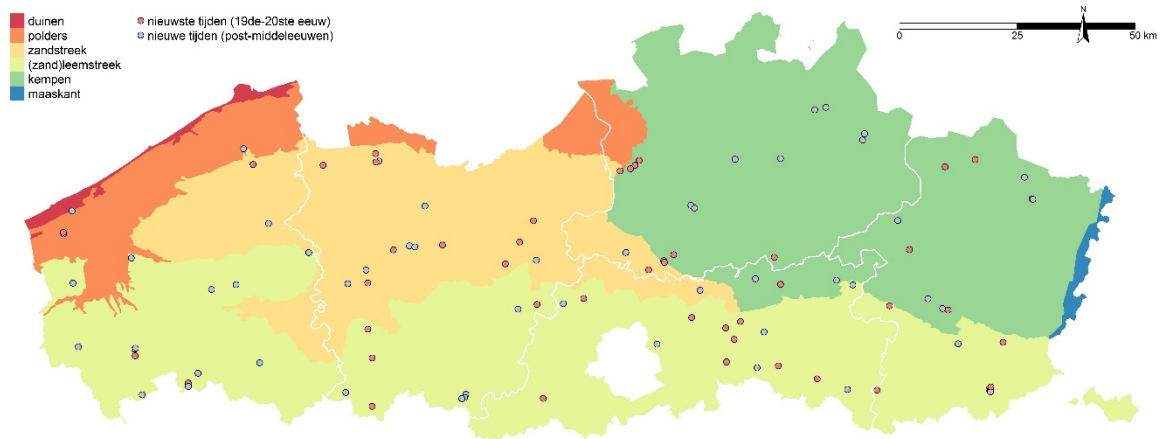 duinen
polders
zandstreek
(zand)leemstreek
kempen
maaskant
nieuwste tijden (19de-20ste eeuw)
nieuwe tijden (post-middeleeuwen)
N
0 25 50 km